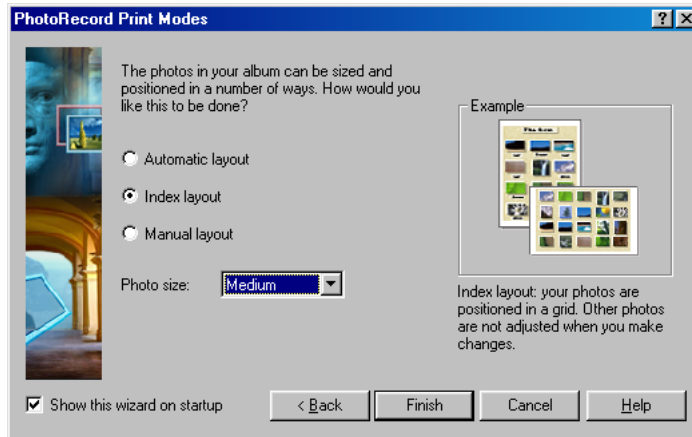 PhotoRecord Print Modes
The photos in your album can be sized and
positioned in a number of ways. How would you
like this to be done?
Automatic layout
Index layout
Manual layout
Photo size:
Medium
Example
Index layout: your photos are
positioned in a grid. Other photos
are not adjusted when you make
changes.
Show this wizard on startup
< Back
Finish
Cancel
Help